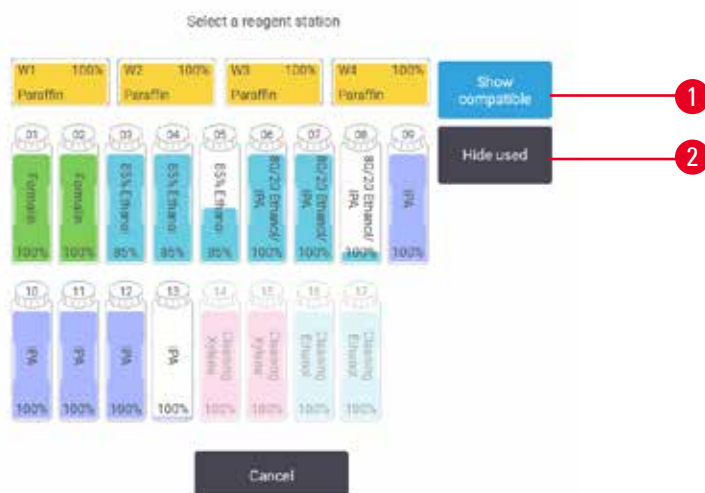 Select a reagent station
W1 100% W2 100% W3 100% W4 100%
Paraffin Paraffin Paraffin Paraffin
Show
compatible
1
01 02 03 04 05 06 07 08 09
Hide used
2
Formalin
Formalin
85% Ethanol
85% Ethanol
85% Ethanol
80/20 Ethanol/
IPA
80/20 Ethanol/
IPA
80/20 Ethanol/
IPA
IPA
100% 100% 85% 85% 85% 100% 100% 100% 100%
10 11 12 13 14 15 16 17
IPA
IPA
IPA
IPA
Cleaning
Xylene
Cleaning
Xylene
Cleaning
Ethanol
Cleaning
Ethanol
100% 100% 100% 100% 100% 100% 100% 100%
Cancel